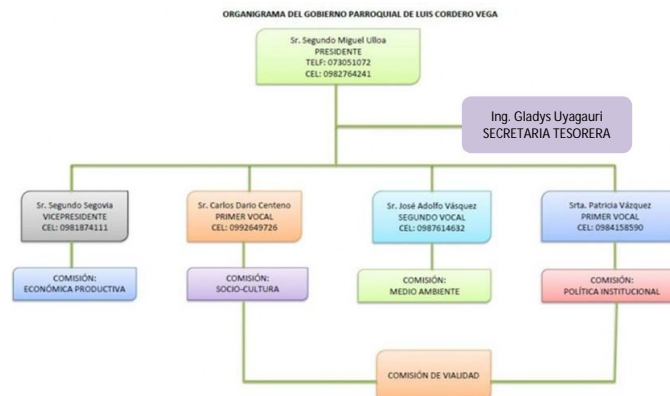 ORGANIGRAMA DEL GOBIERNO PARROQUIAL DE LUIS CORDERO VEGA
Sr. Segundo Miguel Ulloa
PRESIDENTE
TELF: 073051072
CEL: 0982764241
Ing. Gladys Uyagauri
SECRETARIA TESORERA
Sr. Segundo Segovia
VICEPRESIDENTE
CEL: 0981874111
Sr. Carlos Dario Centeno
PRIMER VOCAL
CEL: 0992649726
Sr. José Adolfo Vásquez
SEGUNDO VOCAL
CEL: 0987614632
Srta. Patricia Vázquez
PRIMER VOCAL
CEL: 0984158590
COMISIÓN:
ECONÓMICA PRODUCTIVA
COMISIÓN:
SOCIO-CULTURA
COMISIÓN:
MEDIO AMBIENTE
COMISIÓN:
POLÍTICA INSTITUCIONAL
COMISIÓN DE VIALIDAD